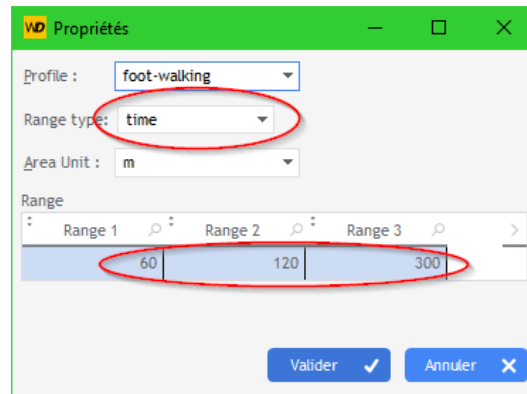 WD Propriétés
Profile : foot-walking
Range type: time
Area Unit : m
Range
Range 1 Range 2 Range 3
60 120 300
Valider Annuler